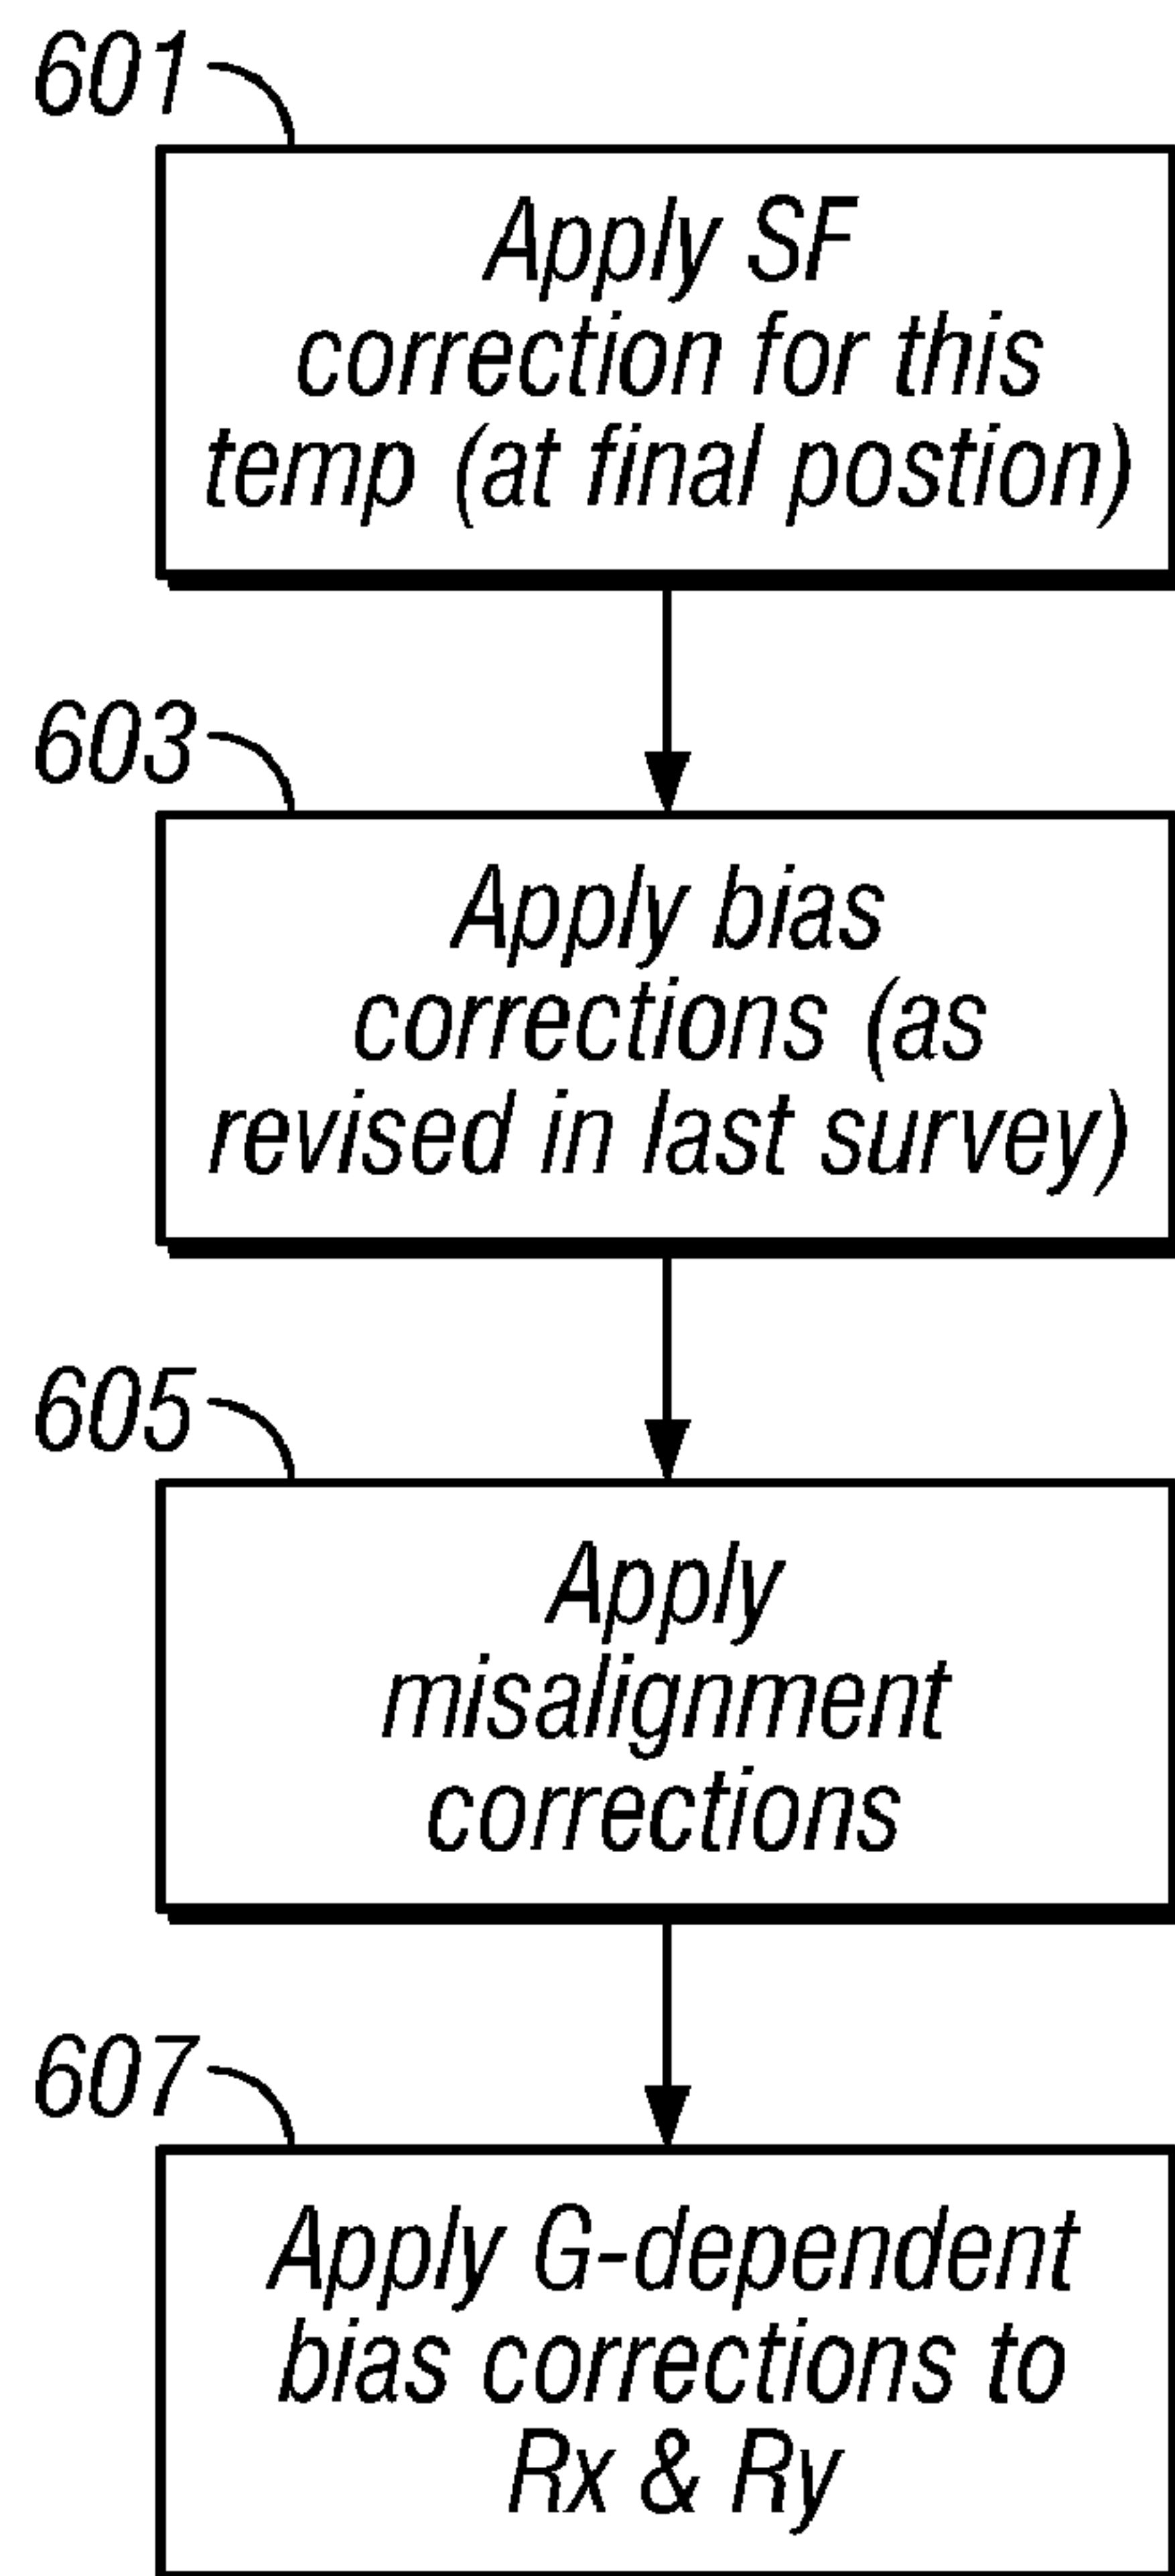 601
Apply SF
correction for this
temp (at final postion)
603
Apply bias
corrections (as
revised in last survey)
605
Apply
misalignment
corrections
607
Apply G-dependent
bias corrections to
Rx & Ry